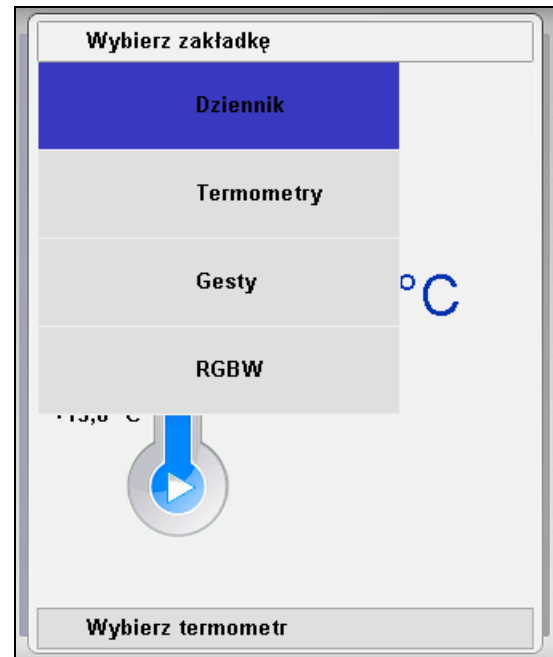 Wybierz zakładkę
Dziennik
Termometry
Gesty
°C
RGBW
Wybierz termometr